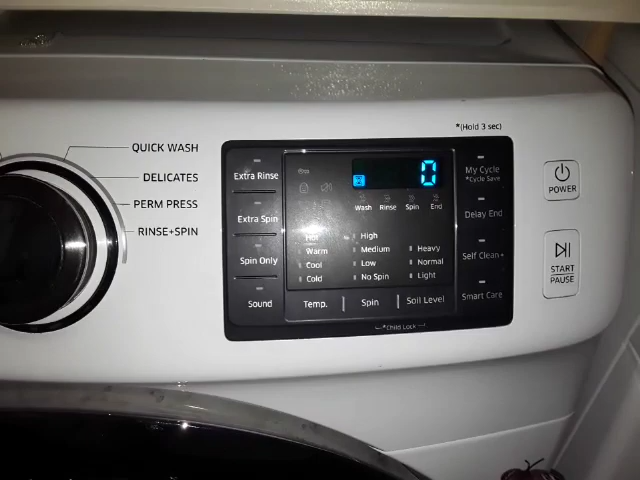 *(Hold 3 sec)
QUICK WASH
DELICATES
PERM PRESS
RINSE+SPIN
Extra Rinse
Extra Spin
Spin Only
Sound
0
Wash Rinse Spin End
Hot
Warm
Cool
Cold
High
Medium
Low
No Spin
Heavy
Normal
Light
Temp.
Spin
Soil Level
My Cycle
*Cycle Save
Delay End
Self Clean+
Smart Care
*Child Lock
POWER
START
PAUSE